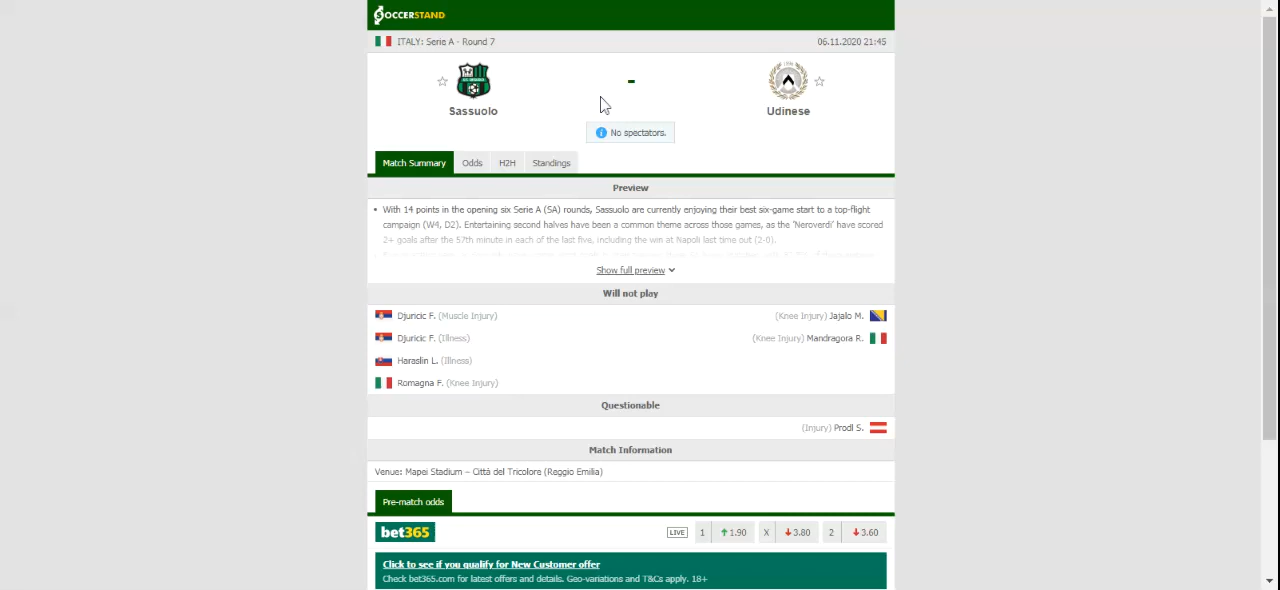 SOCCERSTAND
ITALY: Serie A - Round 7 06.11.2020 21:45
-
Sassuolo Udinese
No spectators.
Match Summary Odds H2H Standings
Preview
• With 14 points in the opening six Serie A (SA) rounds, Sassuolo are currently enjoying their best six-game start to a top-flight
campaign (W4, D2). Entertaining second halves have been a common theme across those games, as the 'Neroverdi' have scored
2+ goals after the 57th minute in each of the last five, including the win at Napoli last time out (2-0).
Show full preview
Will not play
Djuricic F. (Muscle Injury) (Knee Injury) Jajalo M.
Djuricic F. (Illness) (Knee Injury) Mandragora R.
Haraslin L. (Illness)
Romagna F. (Knee Injury)
Questionable
(Injury) Prodl S.
Match Information
Venue: Mapei Stadium – Città del Tricolore (Reggio Emilia)
Pre-match odds
bet365 LIVE 1 1.90 X 3.80 2 3.60
Click to see if you qualify for New Customer offer
Check bet365.com for latest offers and details. Geo-variations and T&Cs apply. 18+